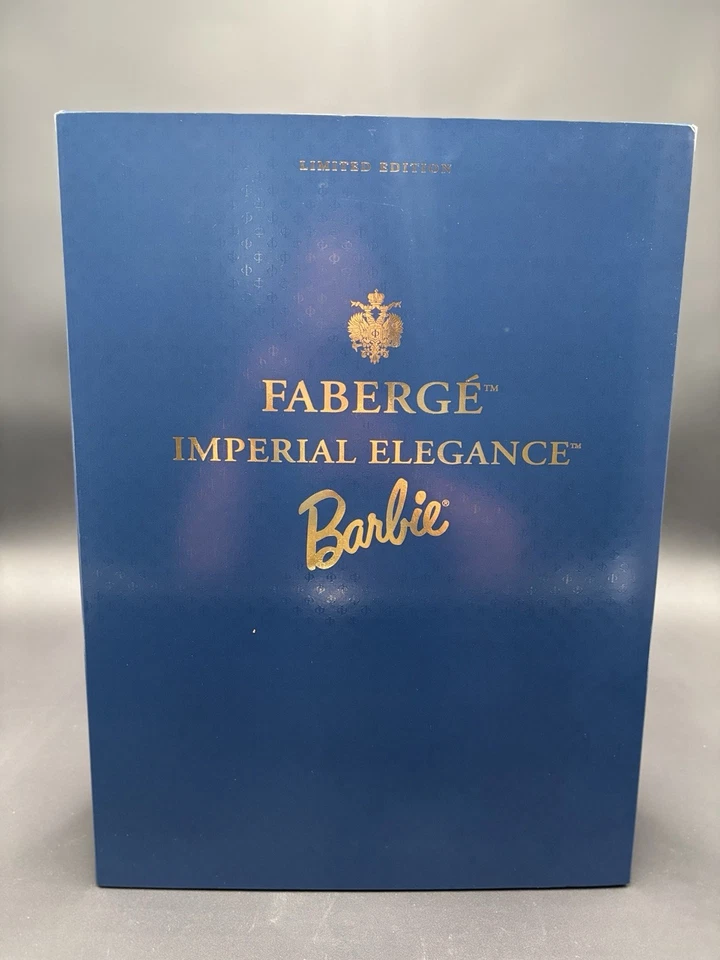 LIMITED EDITION
FABERGÉ™
IMPERIAL ELEGANCE™
Barbie®